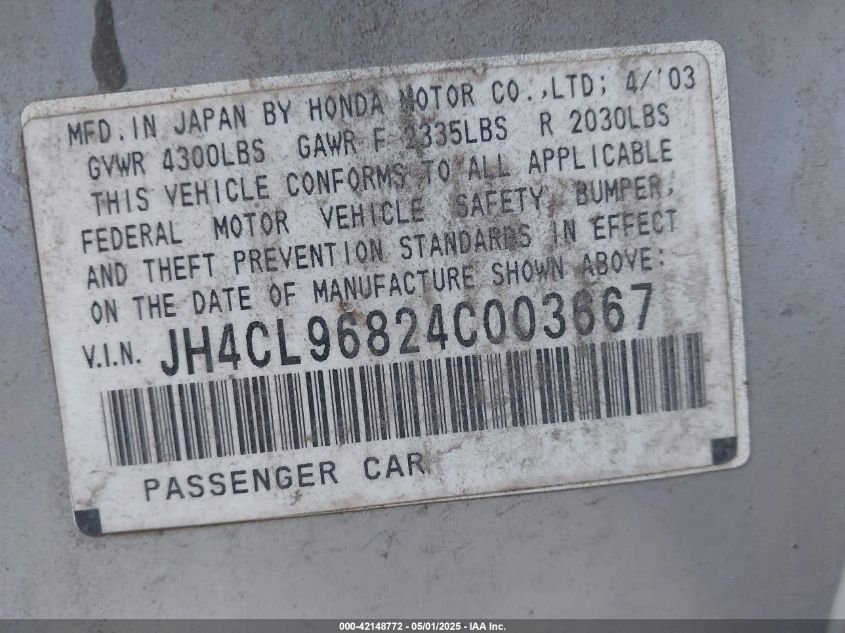 MFD. IN JAPAN BY HONDA MOTOR CO.,LTD; 4/'03
GVWR 4300LBS GAWR F 2335LBS R 2030LBS
THIS VEHICLE CONFORMS TO ALL APPLICABLE
FEDERAL MOTOR VEHICLE SAFETY, BUMPER,
AND THEFT PREVENTION STANDARDS IN EFFECT
ON THE DATE OF MANUFACTURE SHOWN ABOVE:
V.I.N. JH4CL96824C003667
PASSENGER CAR
000-42148772 - 05/01/2025 - IAA Inc.